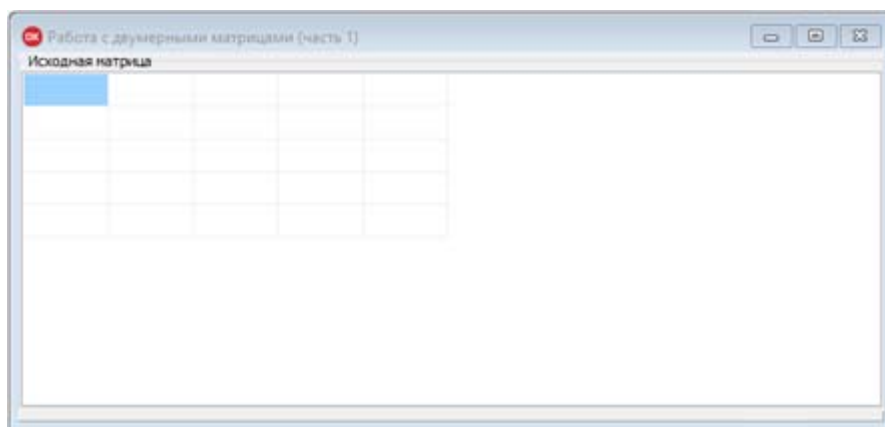 Работа с двумерными матрицами (часть 1)
Исходная матрица